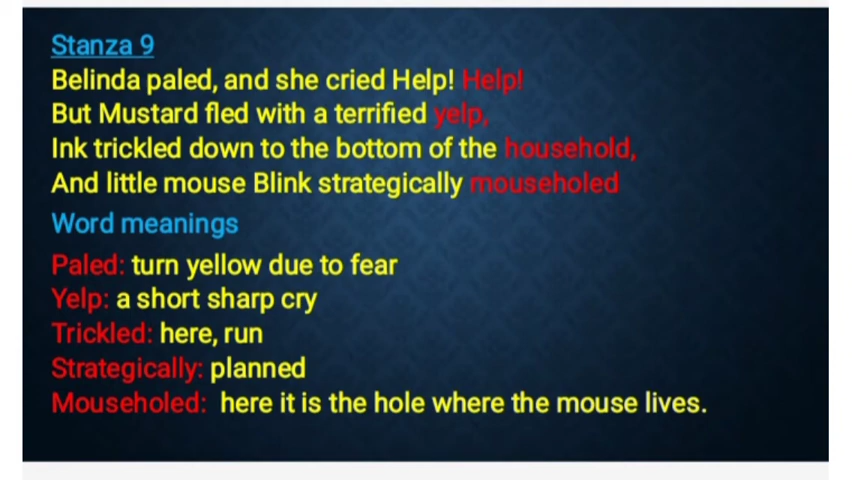 Stanza 9
Belinda paled, and she cried Help! Help!
But Mustard fled with a terrified yelp,
Ink trickled down to the bottom of the household,
And little mouse Blink strategically mouseholed
Word meanings
Paled: turn yellow due to fear
Yelp: a short sharp cry
Trickled: here, run
Strategically: planned
Mouseholed: here it is the hole where the mouse lives.